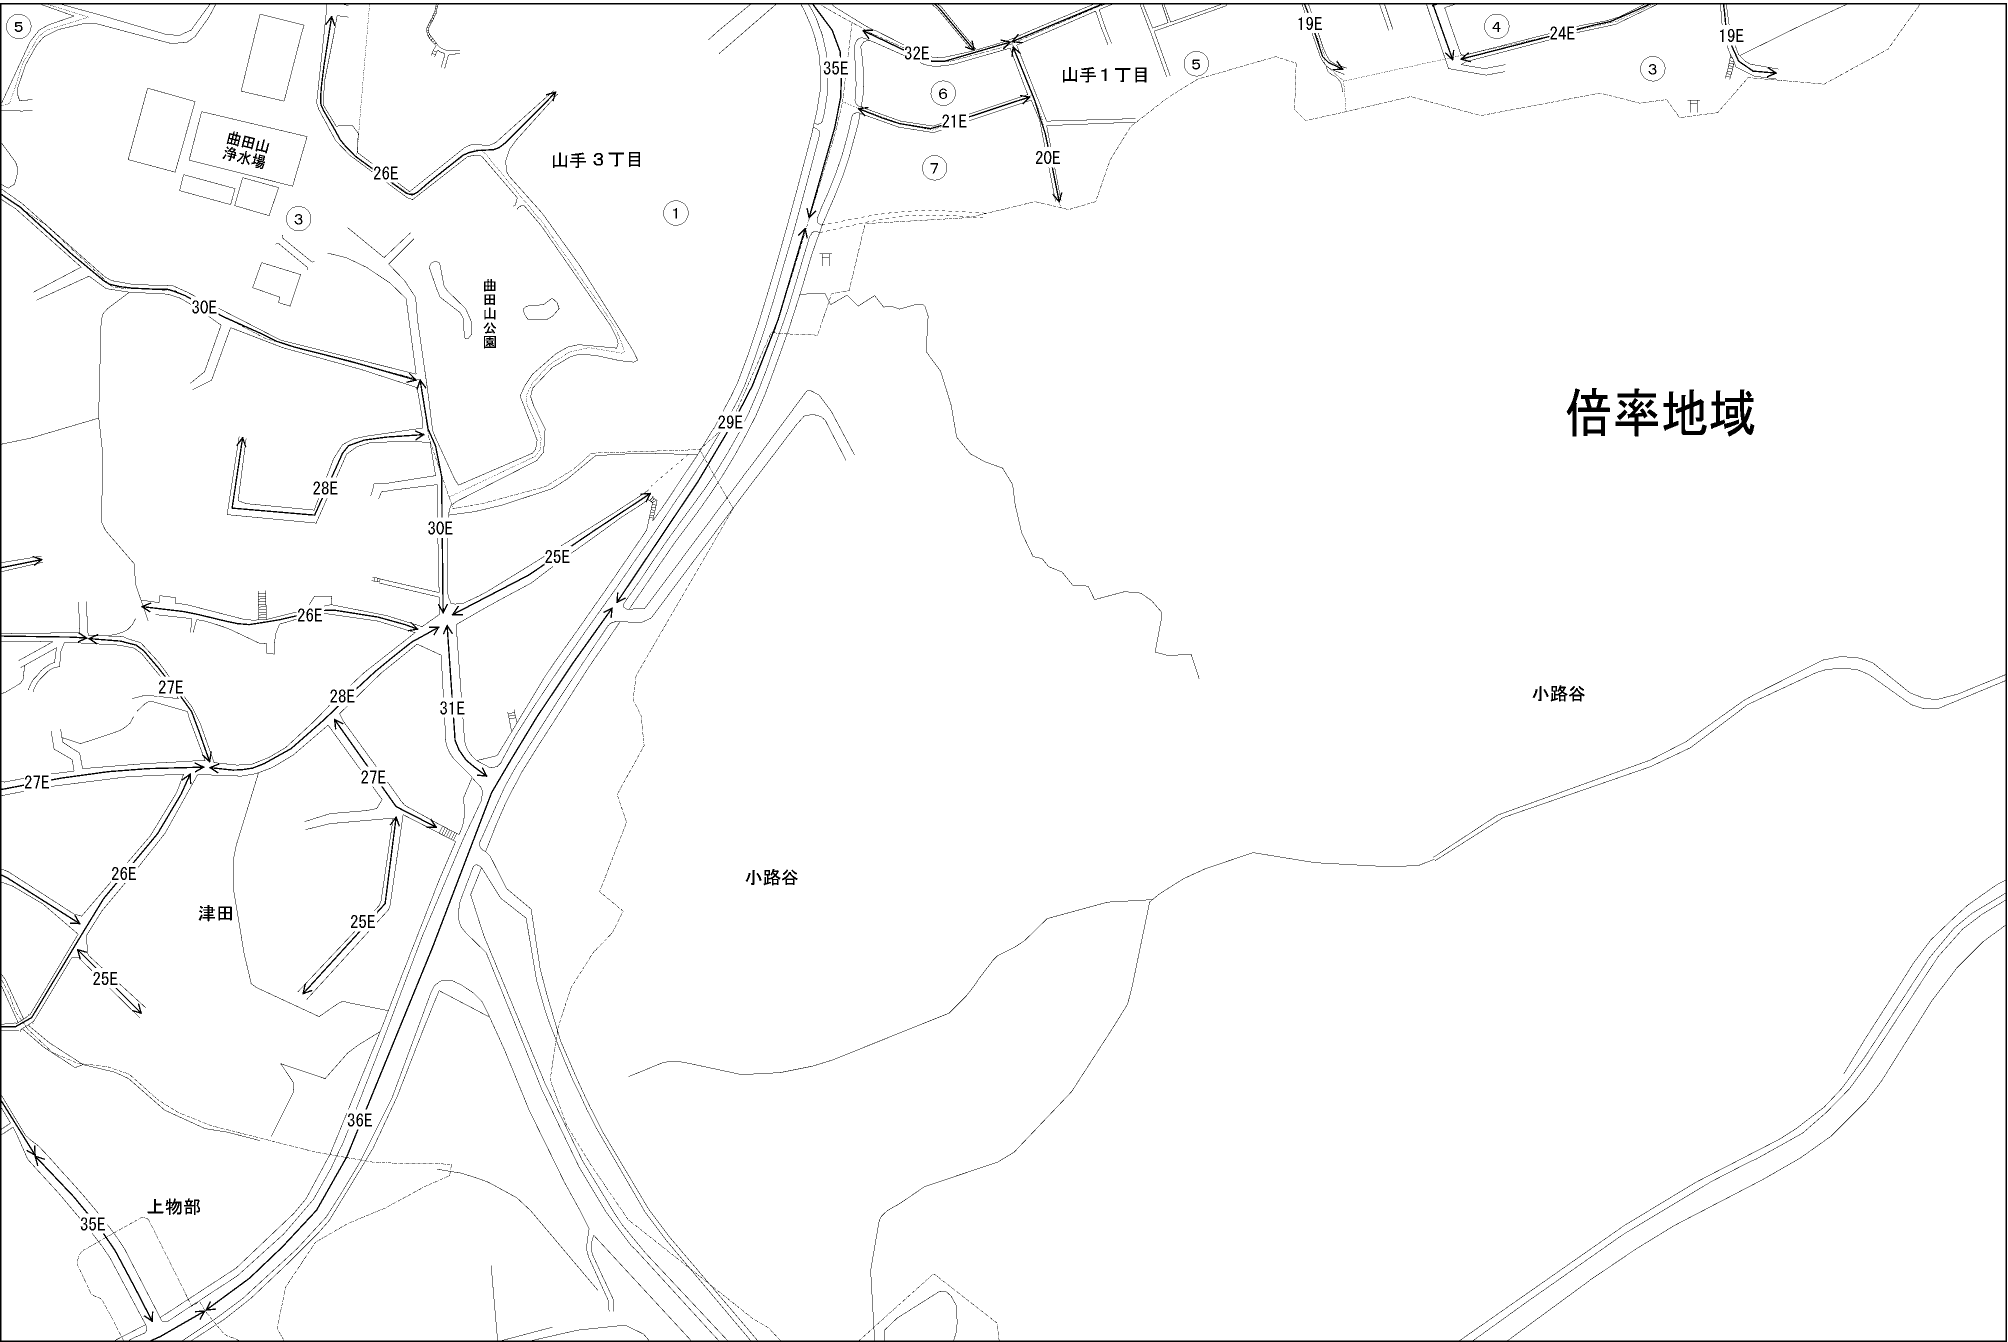 ⑤
19E
④
24E
19E
32E
35E
山手1丁目
⑤
③
⑥
21E
曲田山
浄水場
26E
山手3丁目
20E
⑦
③
①
30E
曲田山公園
倍率地域
29E
28E
30E
25E
26E
27E
28E
31E
小路谷
27E
27E
26E
小路谷
津田
25E
25E
36E
上物部
35E